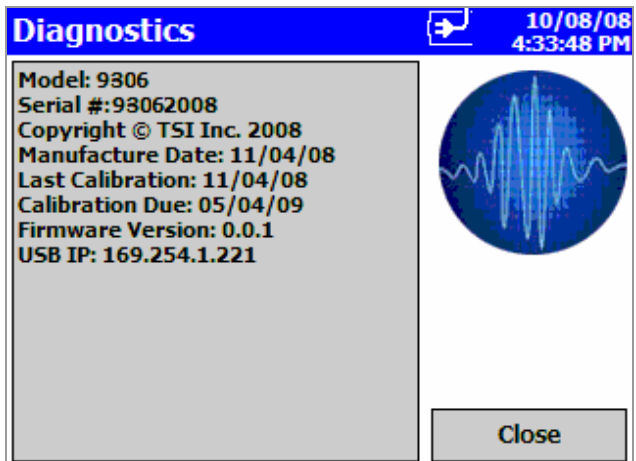 Diagnostics
10/08/08
4:33:48 PM
Model: 9306
Serial #:93062008
Copyright © TSI Inc. 2008
Manufacture Date: 11/04/08
Last Calibration: 11/04/08
Calibration Due: 05/04/09
Firmware Version: 0.0.1
USB IP: 169.254.1.221
Close